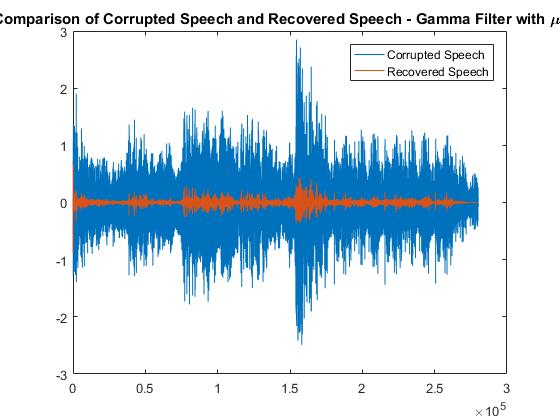 Comparison of Corrupted Speech and Recovered Speech - Gamma Filter with μ
3
Corrupted Speech
Recovered Speech
2
1
0
-1
-2
-3
0 0.5 1 1.5 2 2.5 3
×10^5